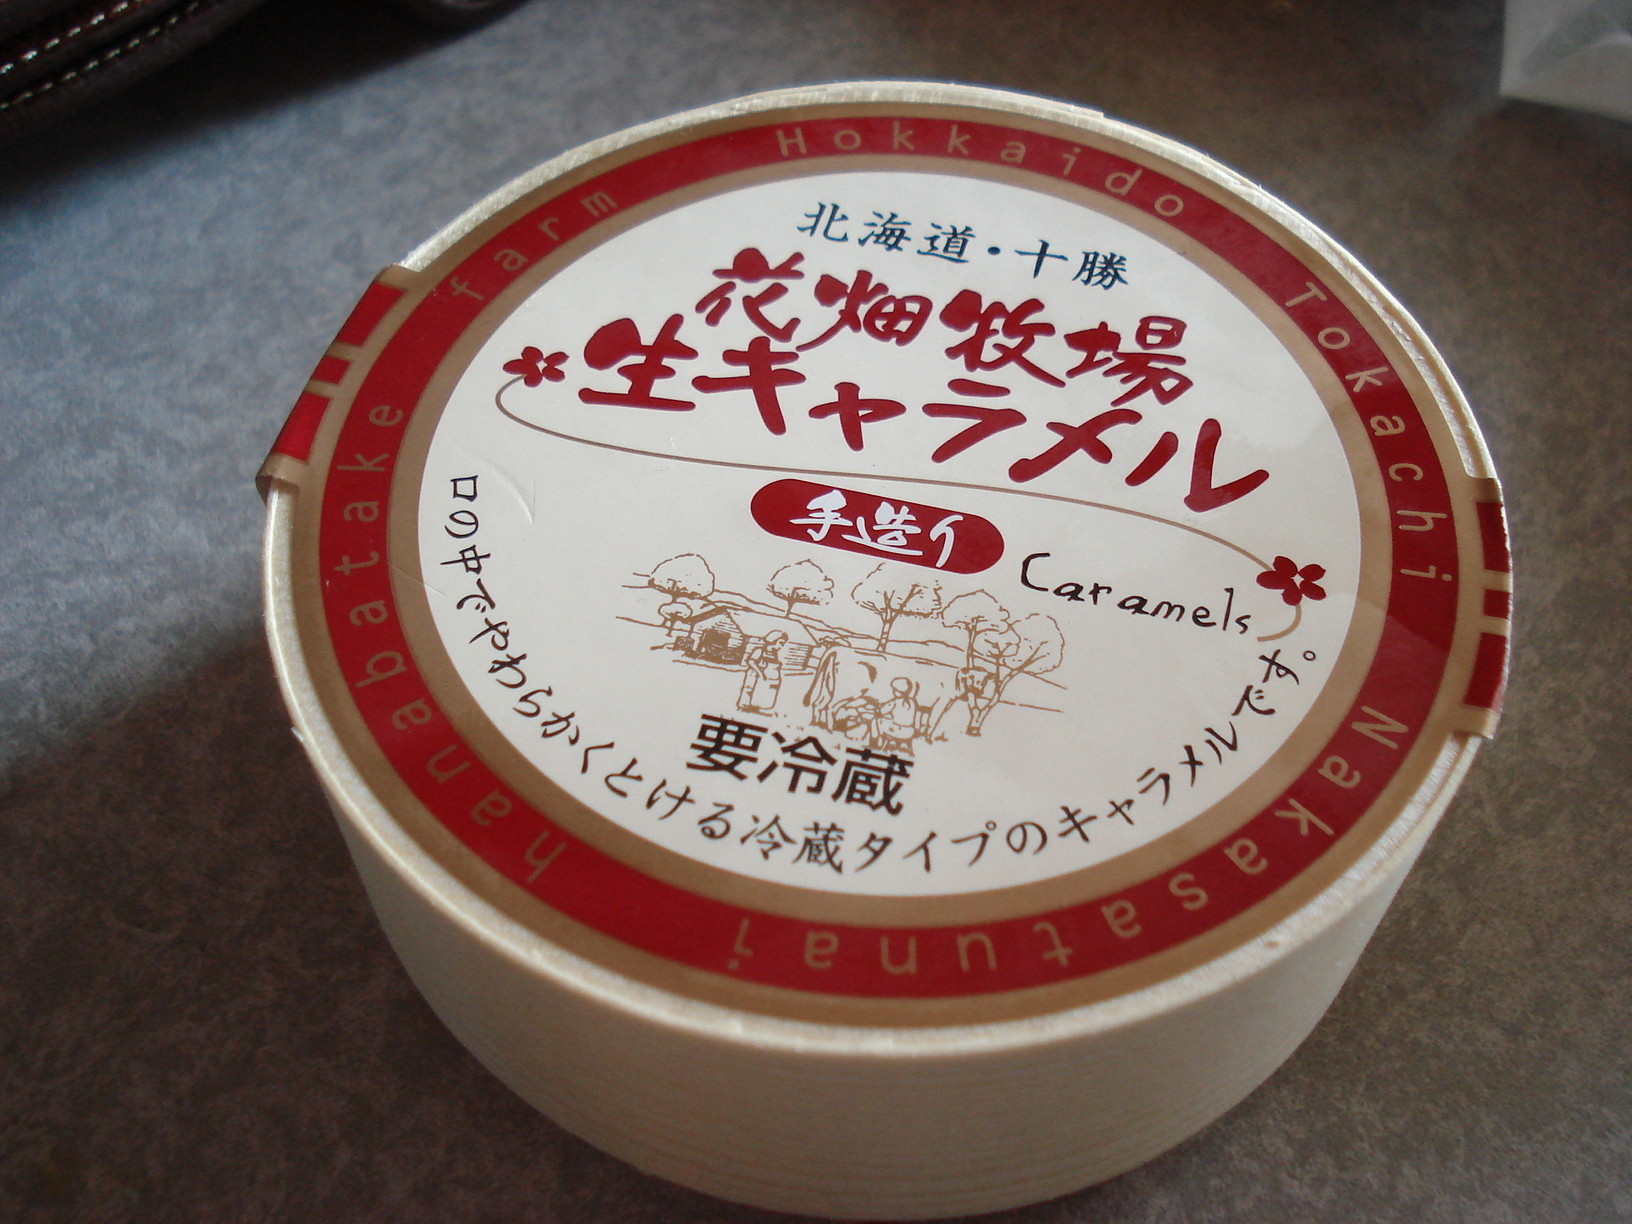 Hokkaido Tokachi Nakasatunai hanabatake farm
北海道・十勝
花畑牧場
生キャラメル
手造り
Caramels
要冷蔵
口の中でやわらかくとける冷蔵タイプのキャラメルです。